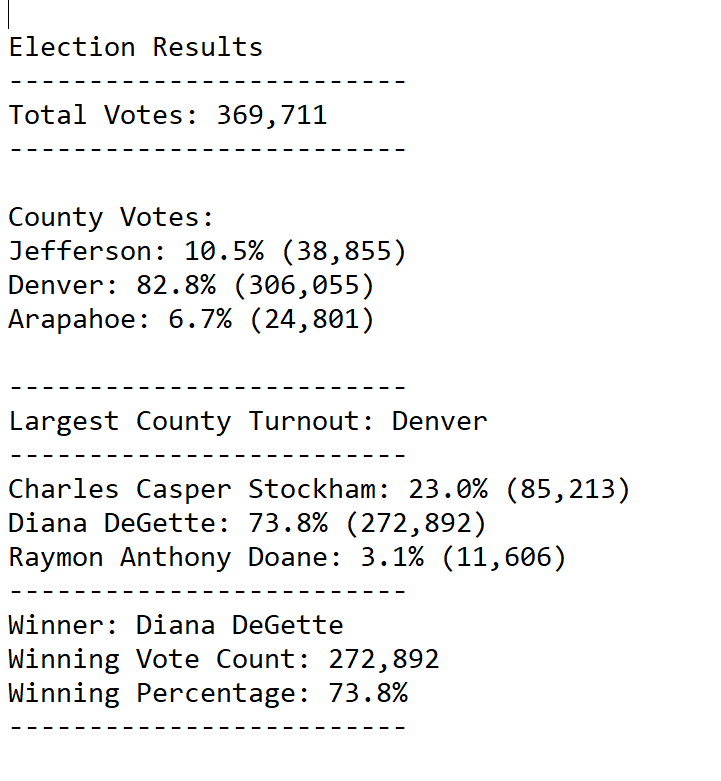 Election Results
-------------------------
Total Votes: 369,711
-------------------------
County Votes:
Jefferson: 10.5% (38,855)
Denver: 82.8% (306,055)
Arapahoe: 6.7% (24,801)
-------------------------
Largest County Turnout: Denver
-------------------------
Charles Casper Stockham: 23.0% (85,213)
Diana DeGette: 73.8% (272,892)
Raymon Anthony Doane: 3.1% (11,606)
-------------------------
Winner: Diana DeGette
Winning Vote Count: 272,892
Winning Percentage: 73.8%
-------------------------